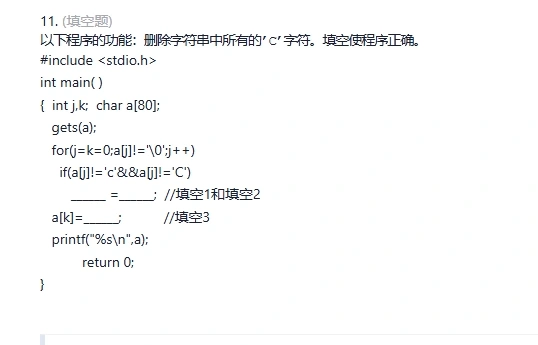 11. (填空题)
以下程序的功能：删除字符串中所有的'C'字符。填空使程序正确。
#include <stdio.h>
int main( )
{ int j,k; char a[80];
gets(a);
for(j=k=0;a[j]!='\0';j++)
if(a[j]!='c'&&a[j]!='C')
______ =______; //填空1和填空2
a[k]=______; //填空3
printf("%s\n",a);
return 0;
}